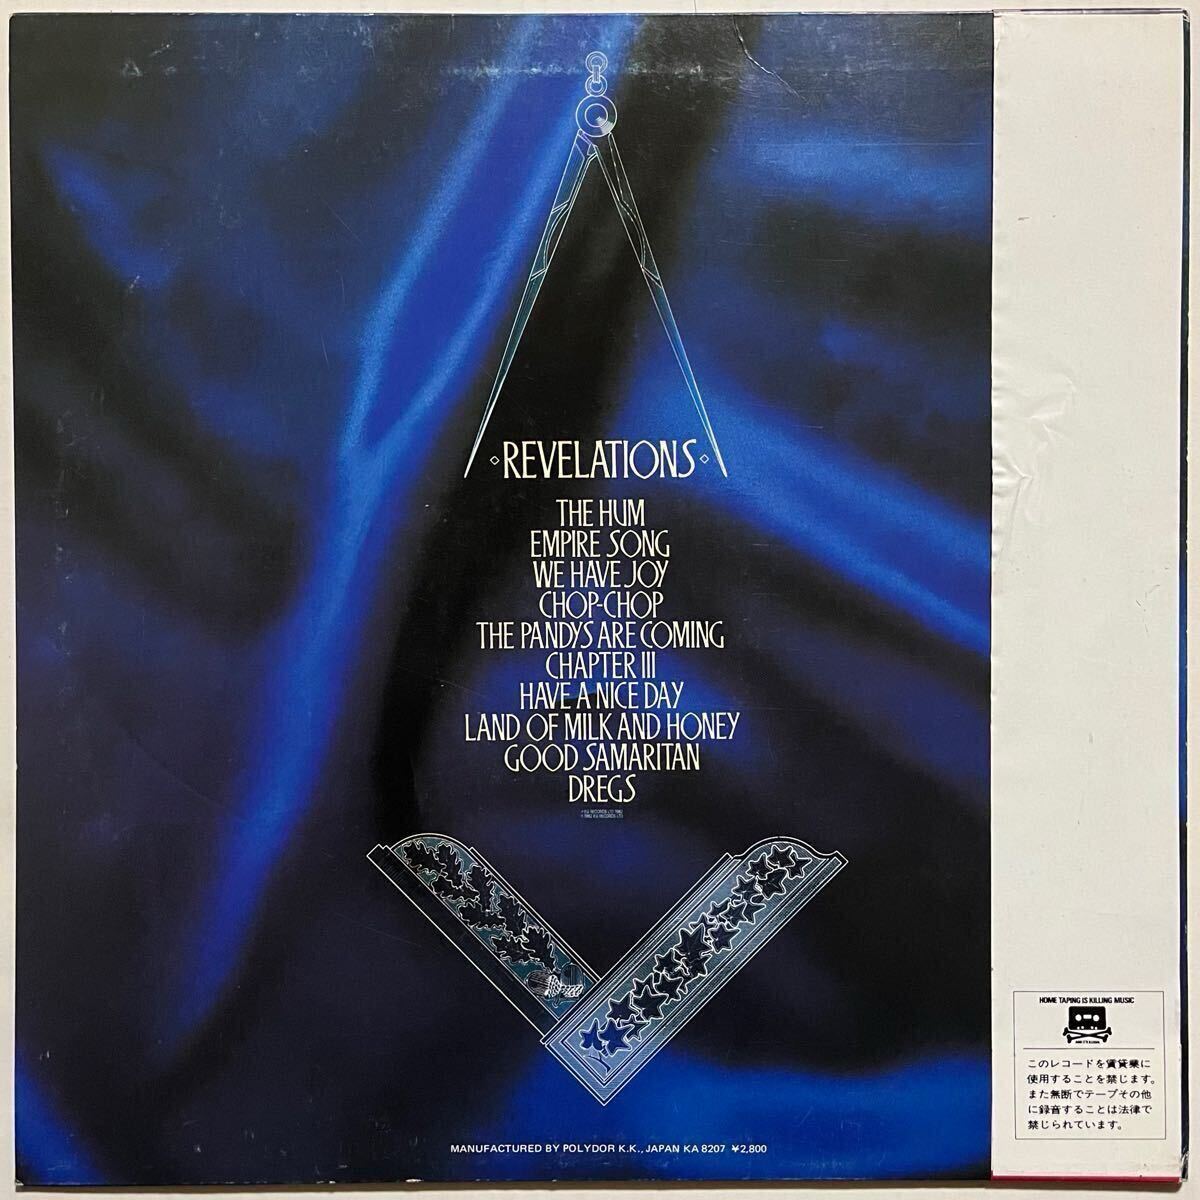 REVELATIONS
THE HUM
EMPIRE SONG
WE HAVE JOY
CHOP-CHOP
THE PANDYS ARE COMING
CHAPTER III
HAVE A NICE DAY
LAND OF MILK AND HONEY
GOOD SAMARITAN
DREGS
MANUFACTURED BY POLYDOR K.K., JAPAN KA 8207 ¥2,800
HOME TAPING IS KILLING MUSIC
AND IT'S ILLEGAL
このレコードを賃貸業に
使用することを禁じます。
また無断でテープその他
に録音することは法律で
禁じられています。